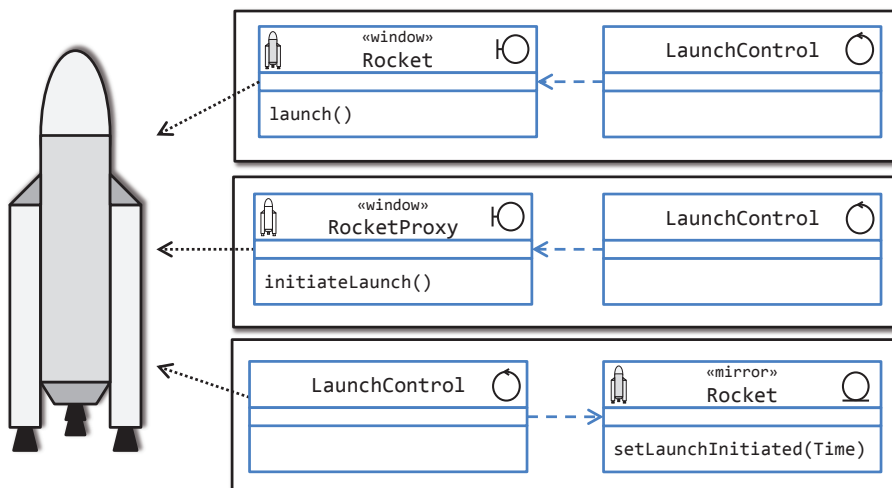 «window»
Rocket
LaunchControl
launch()
«window»
RocketProxy
LaunchControl
initiateLaunch()
LaunchControl
«mirror»
Rocket
setLaunchInitiated(Time)